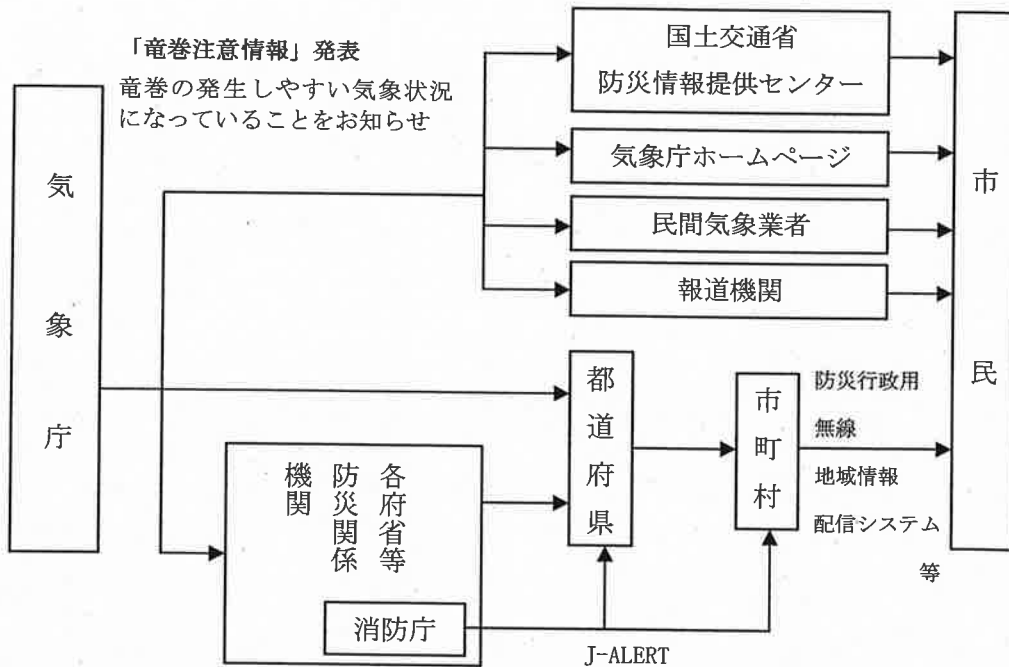 「竜巻注意情報」発表
竜巻の発生しやすい気象状況
になっていることをお知らせ
気象庁
国土交通省
防災情報提供センター
気象庁ホームページ
民間気象業者
報道機関
市民
都道府県
市町村
防災行政用
無線
地域情報
配信システム
等
各府省等
防災関係
機関
消防庁
J-ALERT